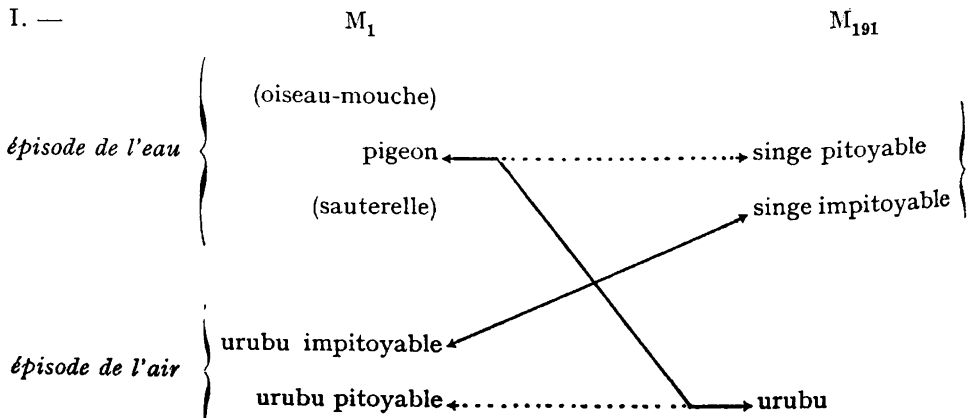 I. — M₁ M₁₉₁
(oiseau-mouche)
épisode de l'eau pigeon singe pitoyable
(sauterelle) singe impitoyable
urubu impitoyable
épisode de l'air
urubu pitoyable urubu